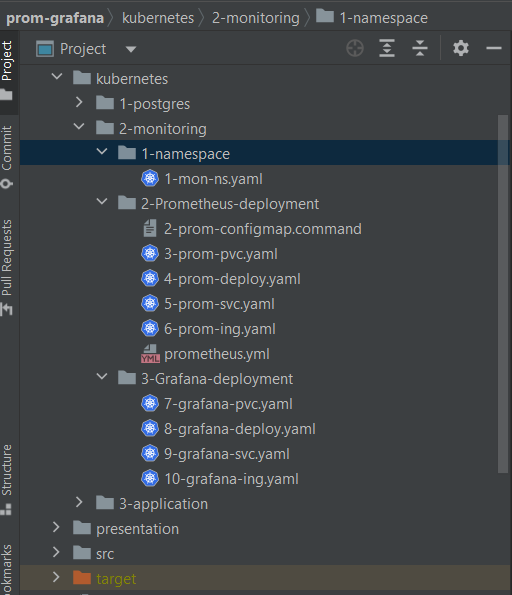 prom-grafana kubernetes 2-monitoring 1-namespace
Project
Project
Commit
Pull Requests
Structure
kubernetes
1-postgres
2-monitoring
1-namespace
1-mon-ns.yaml
2-Prometheus-deployment
2-prom-configmap.command
3-prom-pvc.yaml
4-prom-deploy.yaml
5-prom-svc.yaml
6-prom-ing.yaml
YML prometheus.yml
3-Grafana-deployment
7-grafana-pvc.yaml
8-grafana-deploy.yaml
9-grafana-svc.yaml
10-grafana-ing.yaml
3-application
presentation
src
target